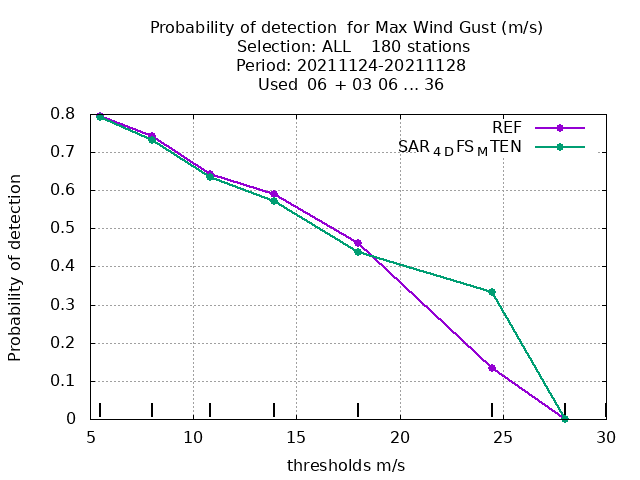 Probability of detection  for Max Wind Gust (m/s)
Selection: ALL    180 stations
Period: 20211124-20211128
Used  06 + 03 06 ... 36
REF
SAR₄DFSMTEN
0.8
0.7
0.6
0.5
0.4
0.3
0.2
0.1
0
Probability of detection
5 10 15 20 25 30
thresholds m/s